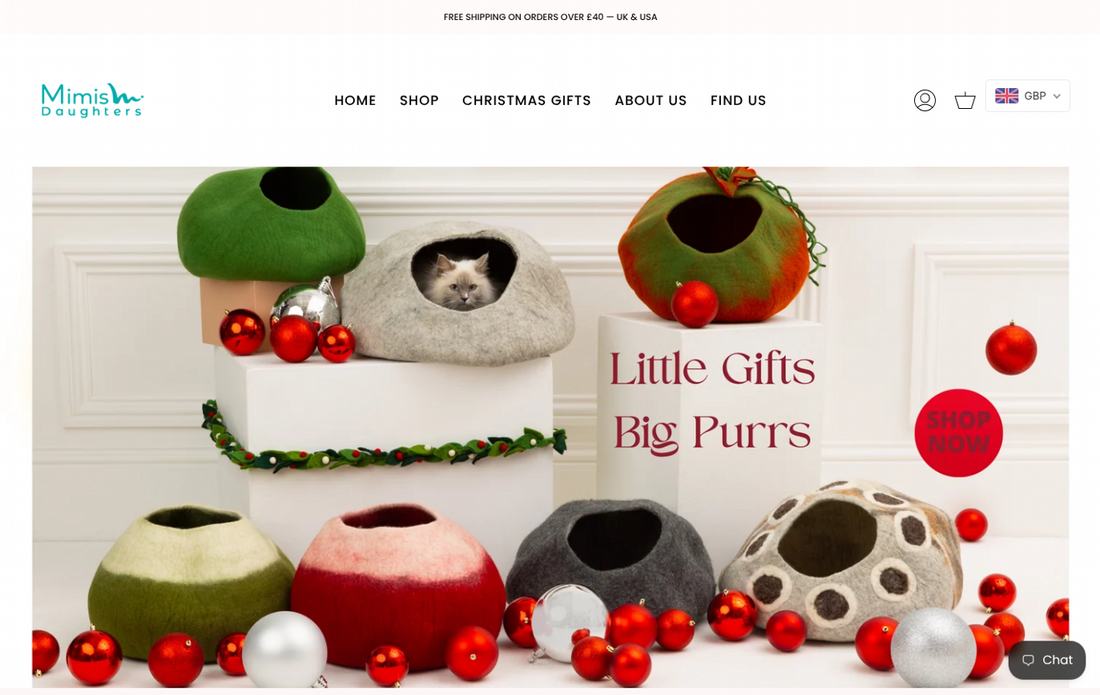 FREE SHIPPING ON ORDERS OVER £40 — UK & USA
Mimis
Daughters
HOME SHOP CHRISTMAS GIFTS ABOUT US FIND US
GBP
Little Gifts
Big Purrs
SHOP
NOW
Chat